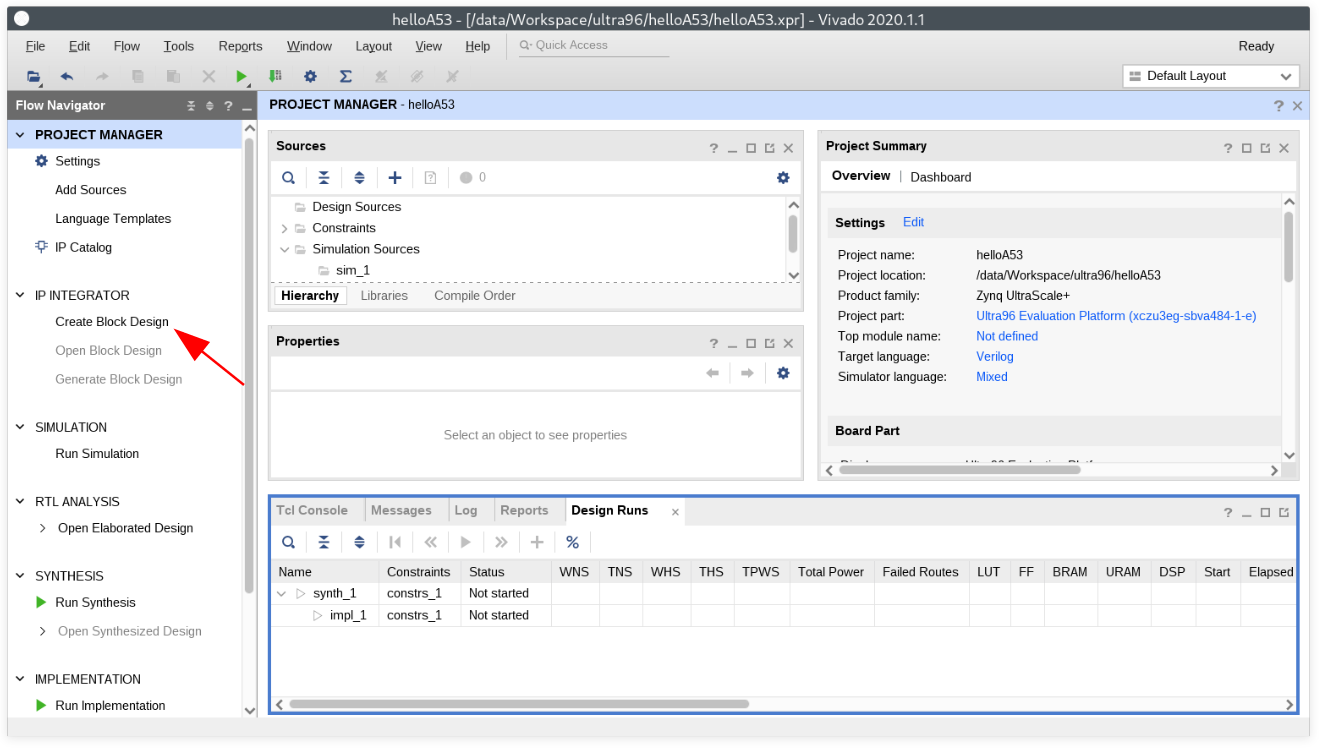 helloA53 - [/data/Workspace/ultra96/helloA53/helloA53.xpr] - Vivado 2020.1.1
File Edit Flow Tools Reports Window Layout View Help Quick Access Ready
Default Layout
Flow Navigator
PROJECT MANAGER
Settings
Add Sources
Language Templates
IP Catalog
IP INTEGRATOR
Create Block Design
Open Block Design
Generate Block Design
SIMULATION
Run Simulation
RTL ANALYSIS
Open Elaborated Design
SYNTHESIS
Run Synthesis
Open Synthesized Design
IMPLEMENTATION
Run Implementation
PROJECT MANAGER - helloA53
Sources
0
Design Sources
Constraints
Simulation Sources
sim_1
Hierarchy Libraries Compile Order
Properties
Select an object to see properties
Project Summary
Overview | Dashboard
Settings Edit
Project name: helloA53
Project location: /data/Workspace/ultra96/helloA53
Product family: Zynq UltraScale+
Project part: Ultra96 Evaluation Platform (xczu3eg-sbva484-1-e)
Top module name: Not defined
Target language: Verilog
Simulator language: Mixed
Board Part
Tcl Console Messages Log Reports Design Runs
Name Constraints Status WNS TNS WHS THS TPWS Total Power Failed Routes LUT FF BRAM URAM DSP Start Elapsed
synth_1 constrs_1 Not started
impl_1 constrs_1 Not started